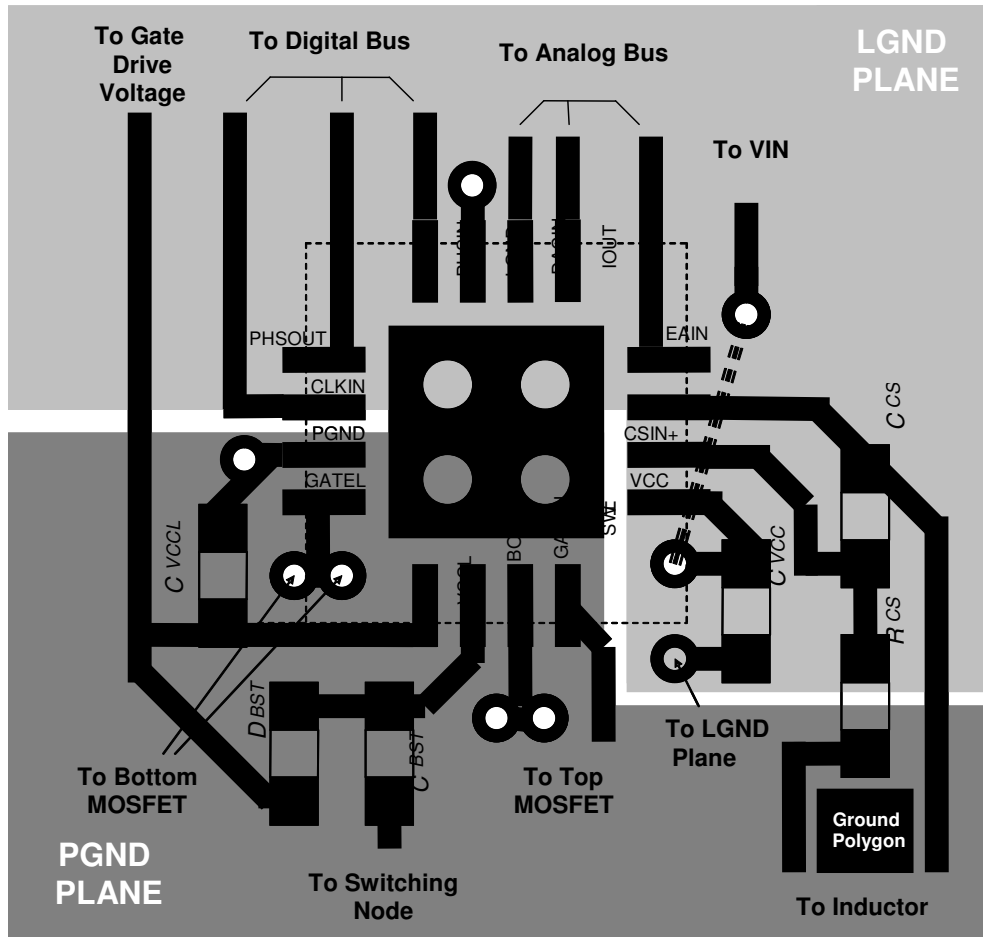 To Gate
Drive
Voltage
To Digital Bus
To Analog Bus
LGND
PLANE
To VIN
IOUT
PHSOUT
EAIN
CLKIN
C CS
PGND
CSIN+
GATEL
VCC
C VCCL
C VCC
R CS
D BST
C BST
To Bottom
MOSFET
To Top
MOSFET
To LGND
Plane
Ground
Polygon
PGND
PLANE
To Switching
Node
To Inductor